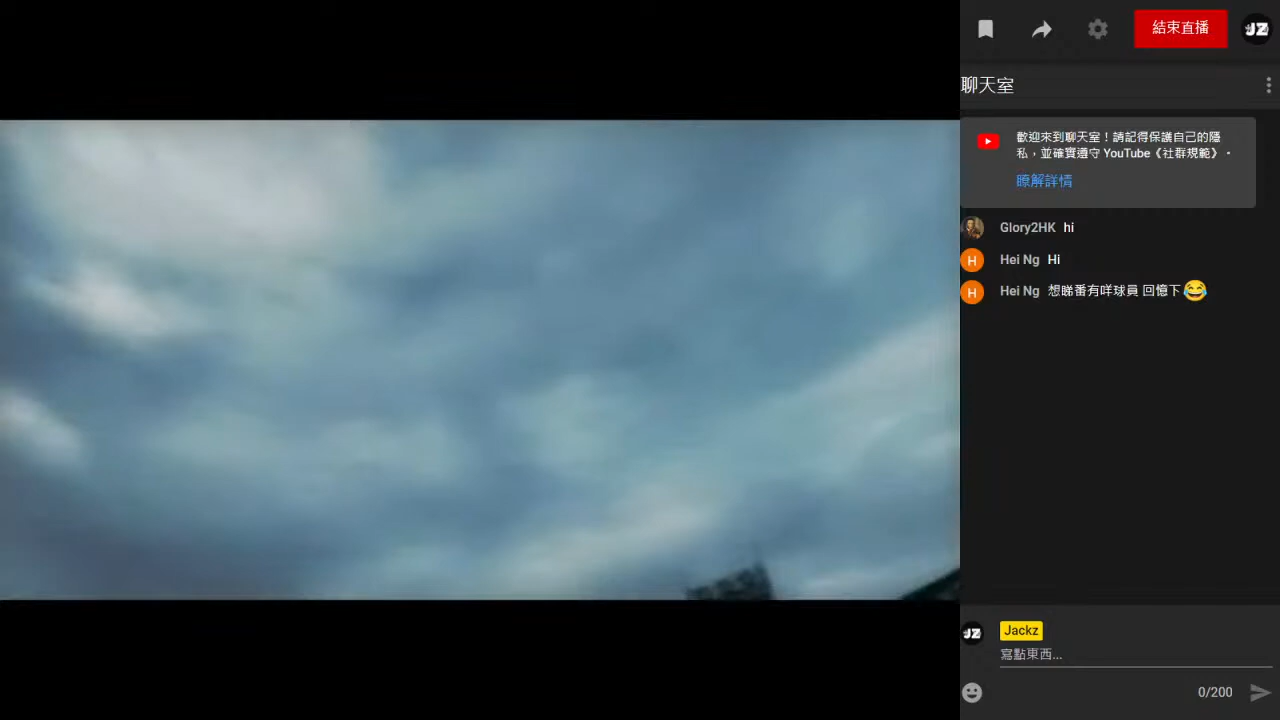 結束直播
JZ
聊天室
歡迎來到聊天室！請記得保護自己的隱
私，並確實遵守 YouTube《社群規範》。
瞭解詳情
Glory2HK hi
H Hei Ng Hi
H Hei Ng 想睇番有咩球員 回憶下😂
JZ Jackz
寫點東西...
0/200